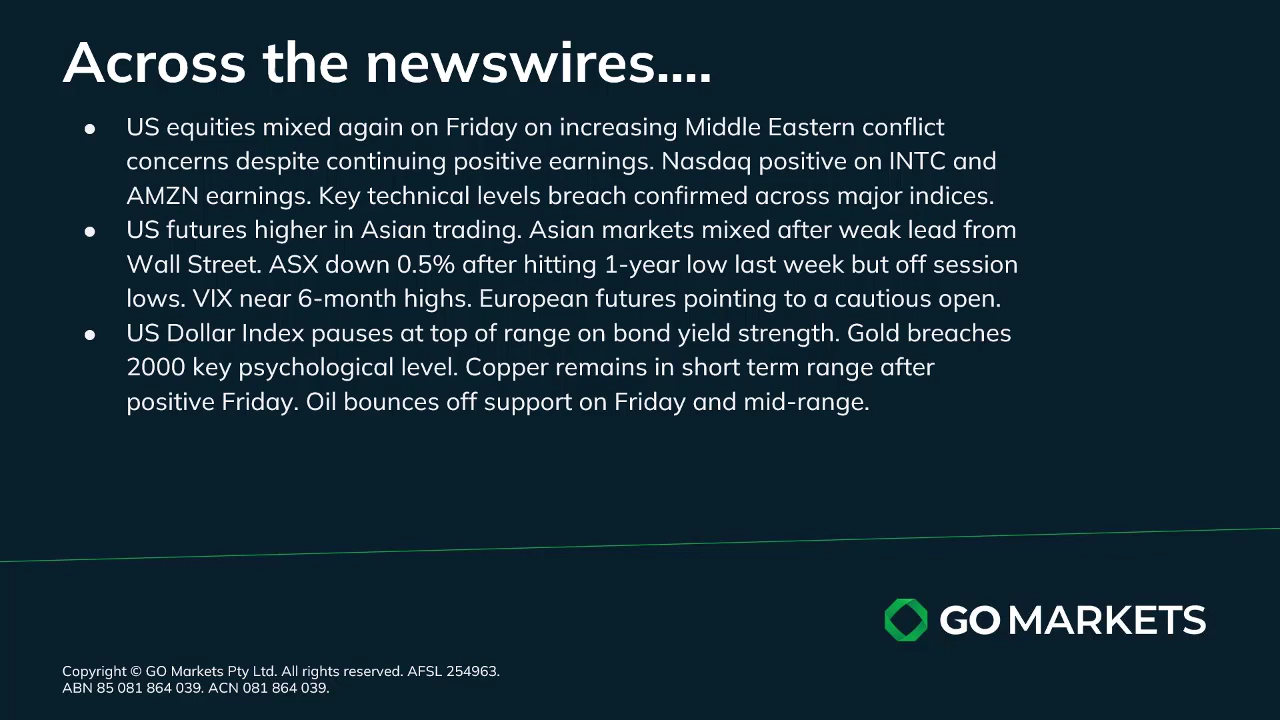 Across the newswires....
● US equities mixed again on Friday on increasing Middle Eastern conflict
concerns despite continuing positive earnings. Nasdaq positive on INTC and
AMZN earnings. Key technical levels breach confirmed across major indices.
● US futures higher in Asian trading. Asian markets mixed after weak lead from
Wall Street. ASX down 0.5% after hitting 1-year low last week but off session
lows. VIX near 6-month highs. European futures pointing to a cautious open.
● US Dollar Index pauses at top of range on bond yield strength. Gold breaches
2000 key psychological level. Copper remains in short term range after
positive Friday. Oil bounces off support on Friday and mid-range.
GO MARKETS
Copyright © GO Markets Pty Ltd. All rights reserved. AFSL 254963.
ABN 85 081 864 039. ACN 081 864 039.